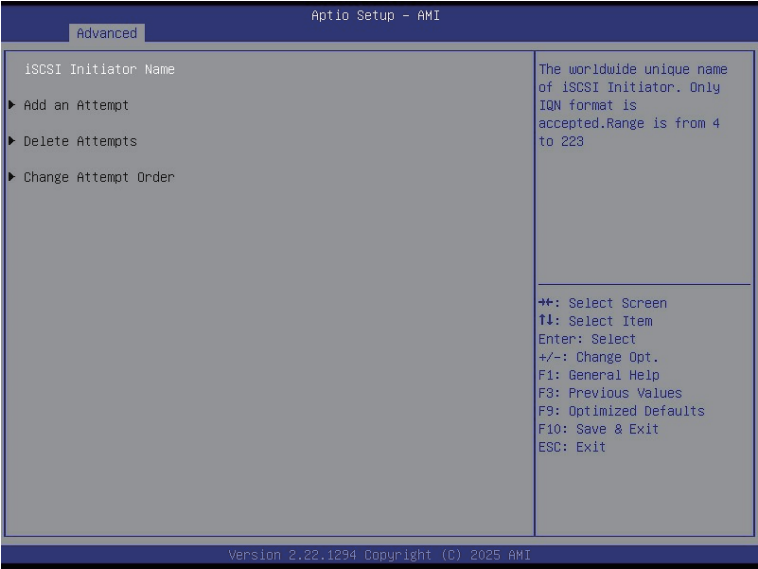 Aptio Setup – AMI
Advanced
iSCSI Initiator Name
Add an Attempt
Delete Attempts
Change Attempt Order
The worldwide unique name
of iSCSI Initiator. Only
IQN format is
accepted.Range is from 4
to 223
→←: Select Screen
↑↓: Select Item
Enter: Select
+/-: Change Opt.
F1: General Help
F3: Previous Values
F9: Optimized Defaults
F10: Save & Exit
ESC: Exit
Version 2.22.1294 Copyright (C) 2025 AMI